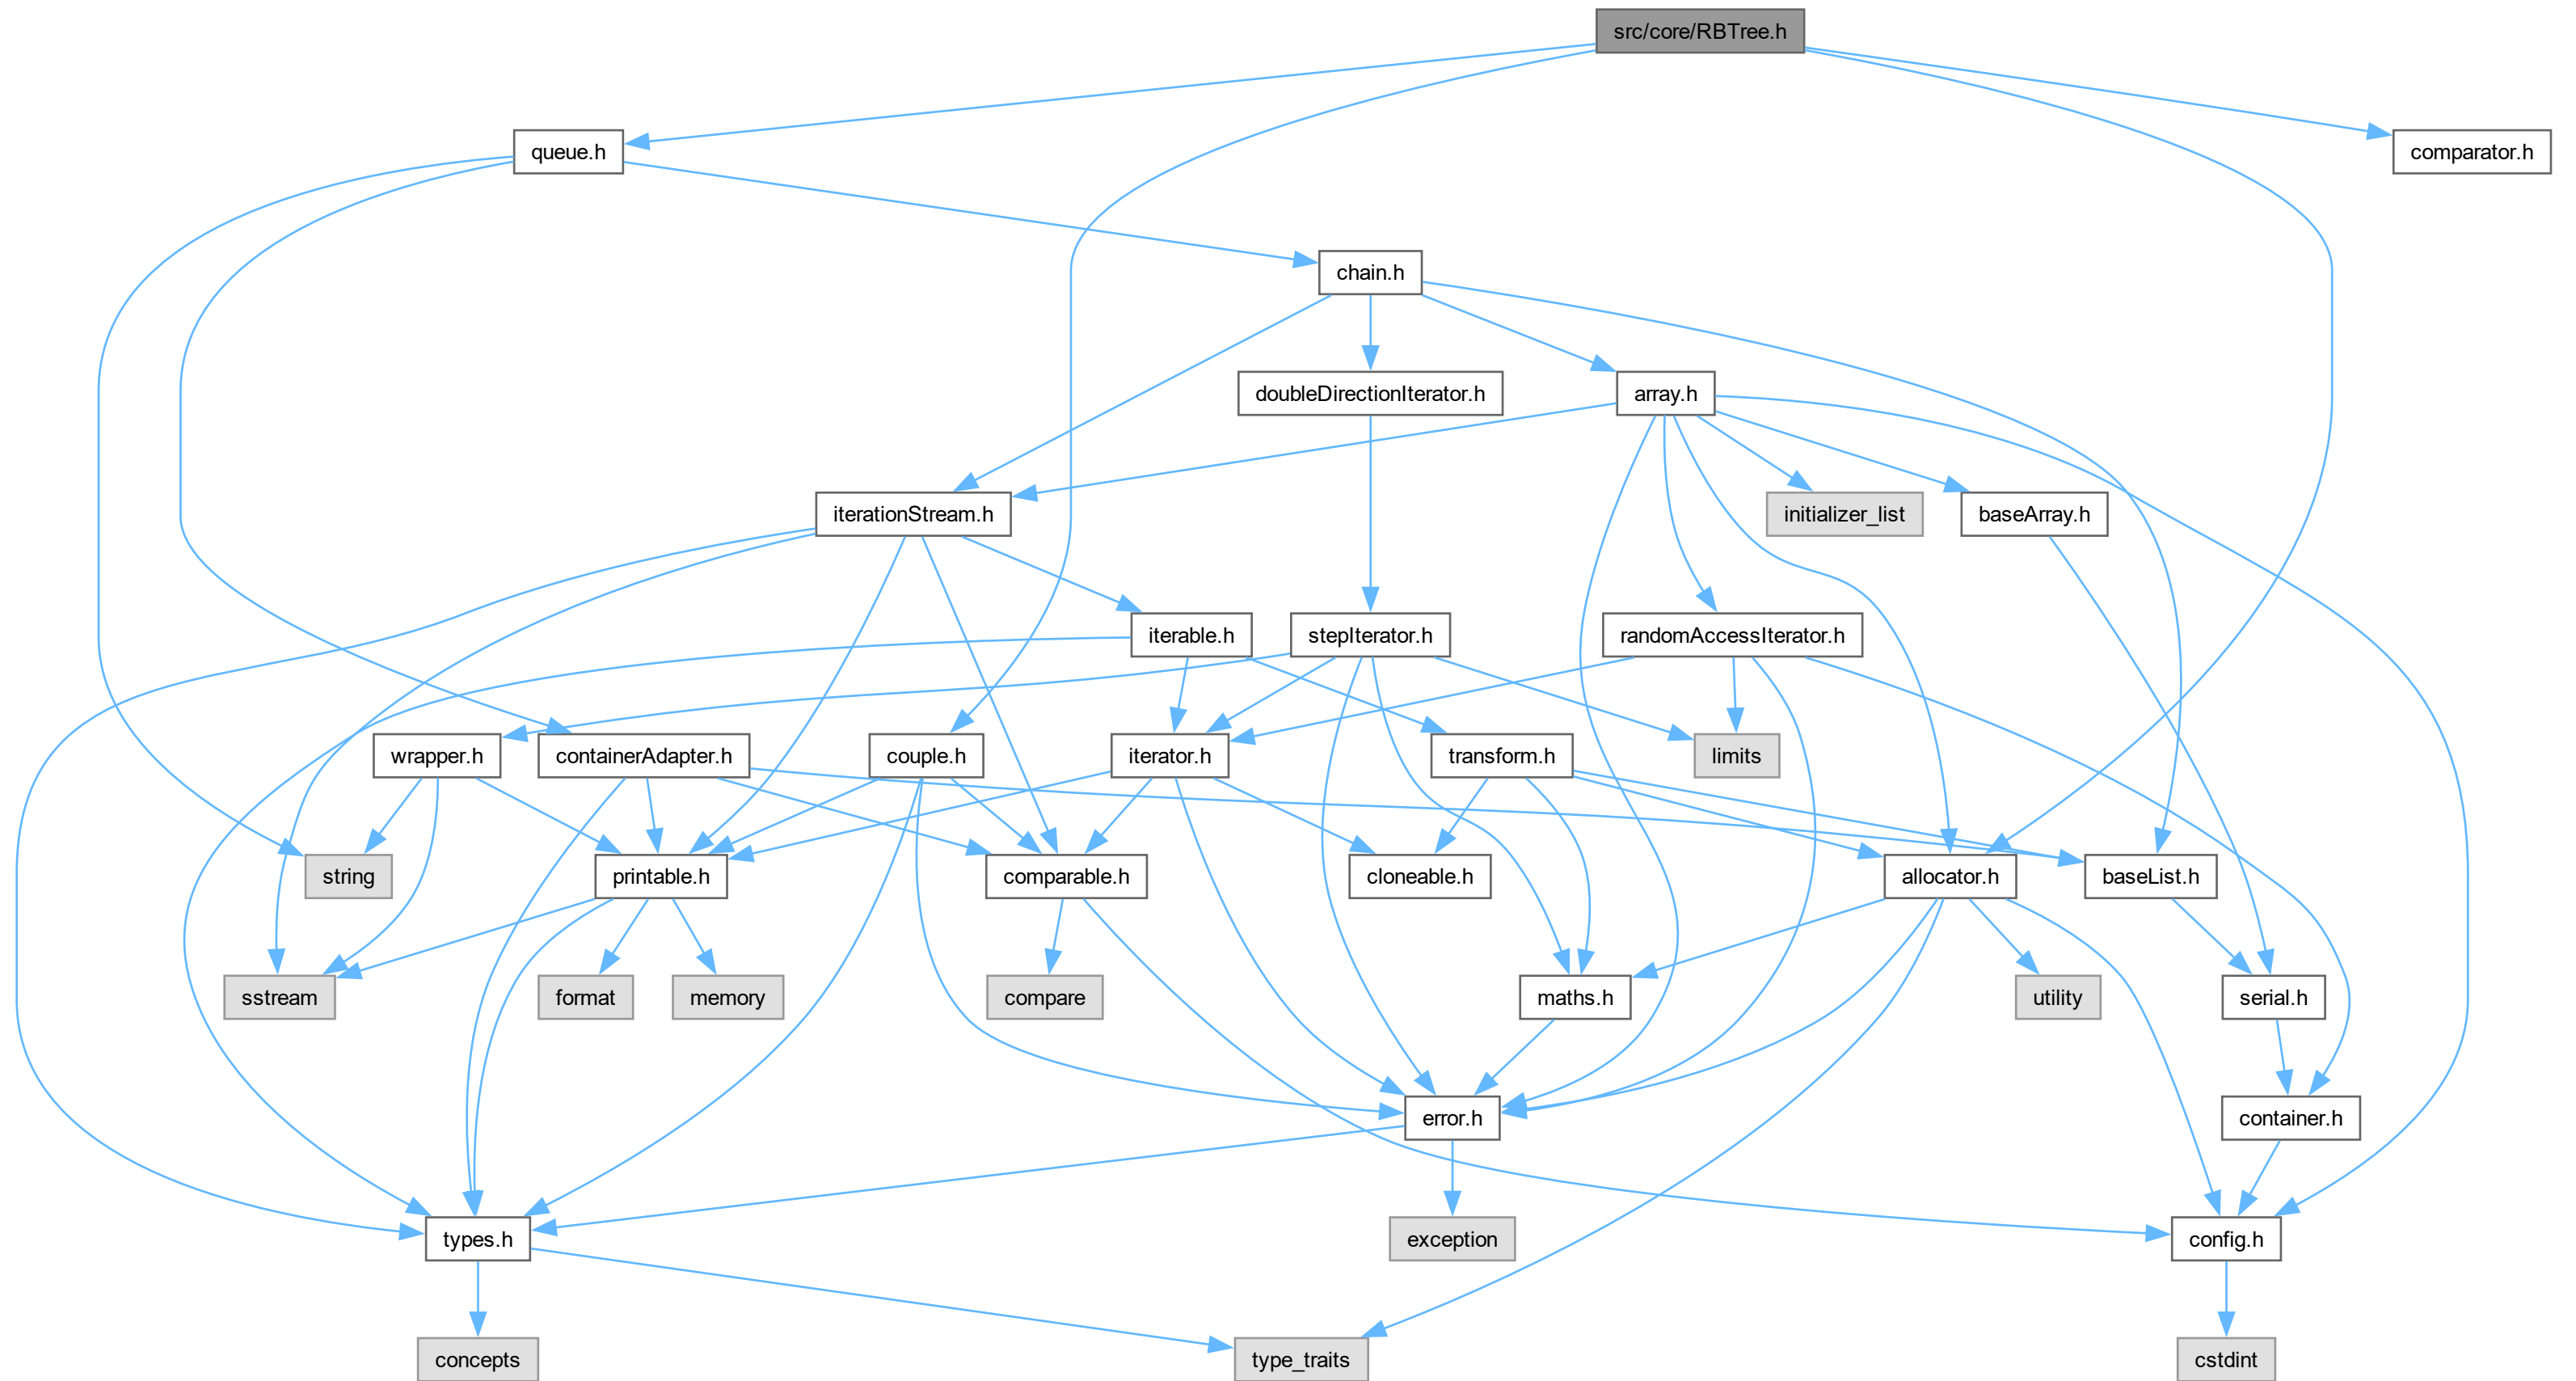 src/core/RBTree.h
queue.h
comparator.h
chain.h
doubleDirectionIterator.h
array.h
iterationStream.h
initializer_list
baseArray.h
iterable.h
stepIterator.h
randomAccessIterator.h
wrapper.h
containerAdapter.h
couple.h
iterator.h
transform.h
limits
string
printable.h
comparable.h
cloneable.h
allocator.h
baseList.h
sstream
format
memory
compare
maths.h
utility
serial.h
error.h
container.h
types.h
exception
config.h
concepts
type_traits
cstdint